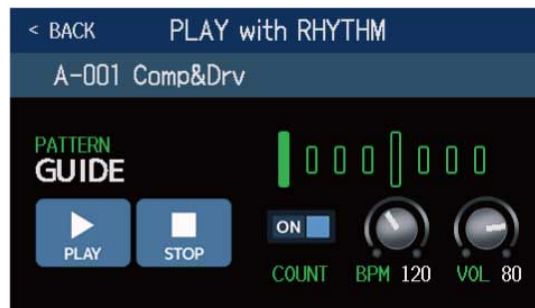 < BACK PLAY with RHYTHM
A-001 Comp&Drv
PATTERN
GUIDE
PLAY STOP ON
COUNT BPM 120 VOL 80